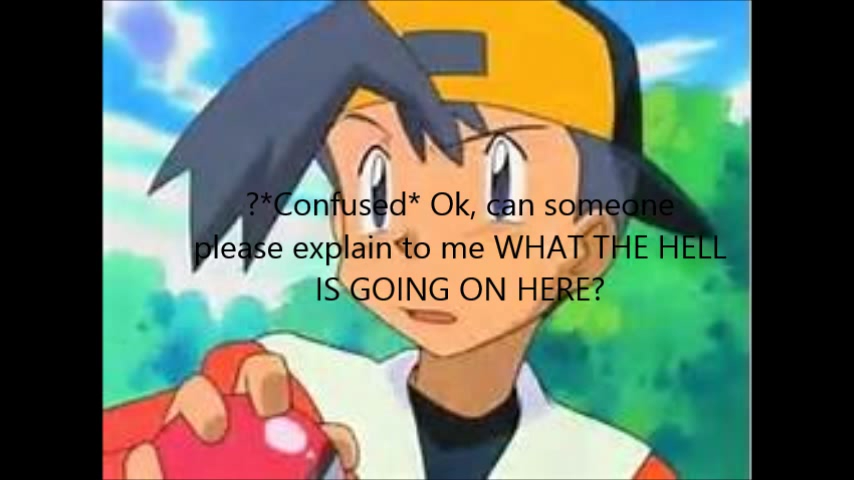 ?*Confused* Ok, can someone
please explain to me WHAT THE HELL
IS GOING ON HERE?